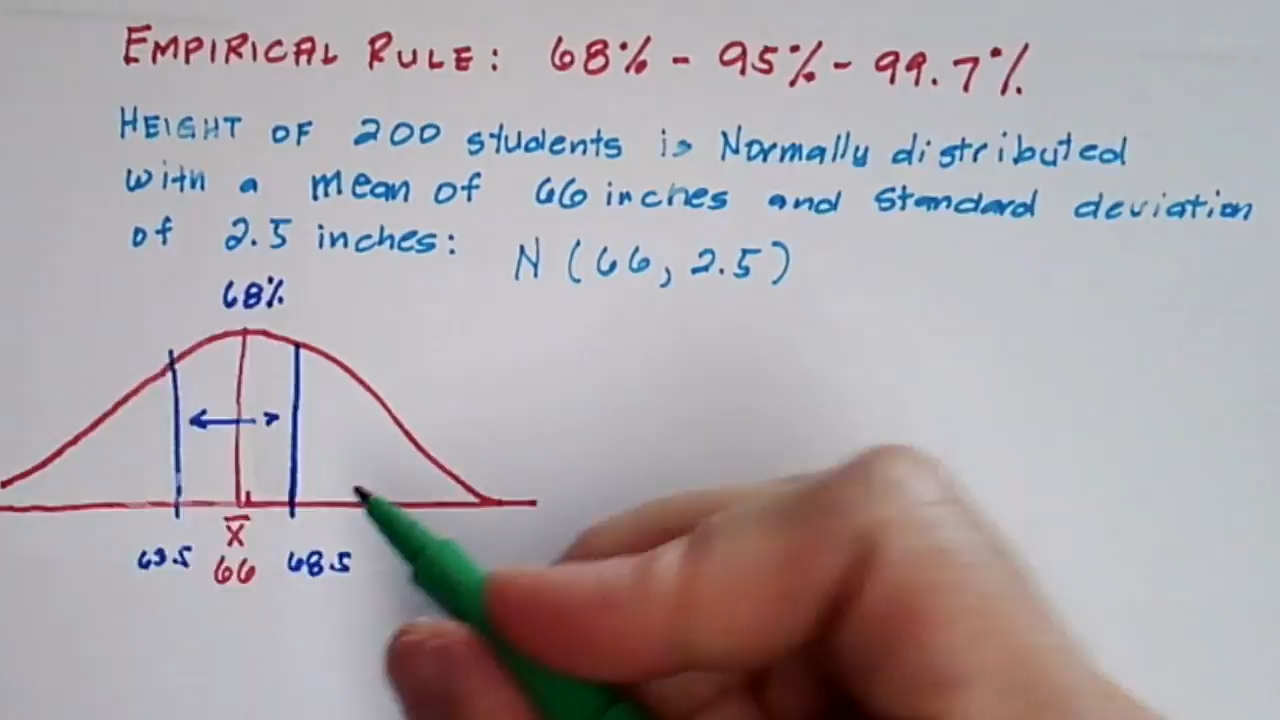 EMPIRICAL RULE: 68% - 95% - 99.7%
HEIGHT OF 200 students is Normally distributed
with a mean of 66 inches and standard deviation
of 2.5 inches: N (66, 2.5)
68%
x̅
63.5 66 68.5